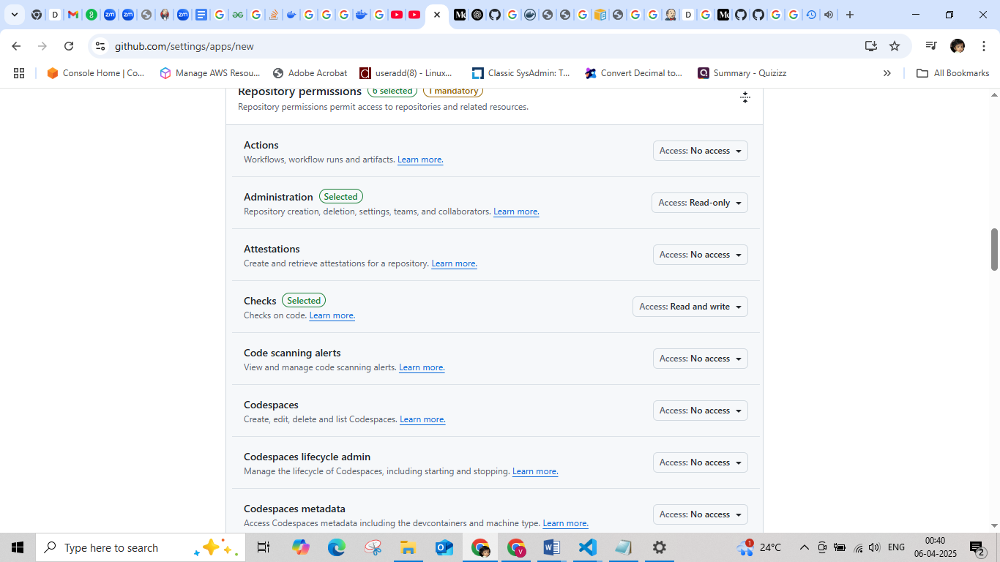 github.com/settings/apps/new
Console Home | Co...
Manage AWS Resou...
Adobe Acrobat
useradd(8) - Linux...
Classic SysAdmin: T...
Convert Decimal to...
Summary - Quizizz
All Bookmarks
Repository permissions 6 selected 1 mandatory
Repository permissions permit access to repositories and related resources.
Actions
Workflows, workflow runs and artifacts. Learn more.
Access: No access
Administration Selected
Repository creation, deletion, settings, teams, and collaborators. Learn more.
Access: Read-only
Attestations
Create and retrieve attestations for a repository. Learn more.
Access: No access
Checks Selected
Checks on code. Learn more.
Access: Read and write
Code scanning alerts
View and manage code scanning alerts. Learn more.
Access: No access
Codespaces
Create, edit, delete and list Codespaces. Learn more.
Access: No access
Codespaces lifecycle admin
Manage the lifecycle of Codespaces, including starting and stopping. Learn more.
Access: No access
Codespaces metadata
Access Codespaces metadata including the devcontainers and machine type. Learn more.
Access: No access
Type here to search
24°C
ENG
00:40
06-04-2025
2